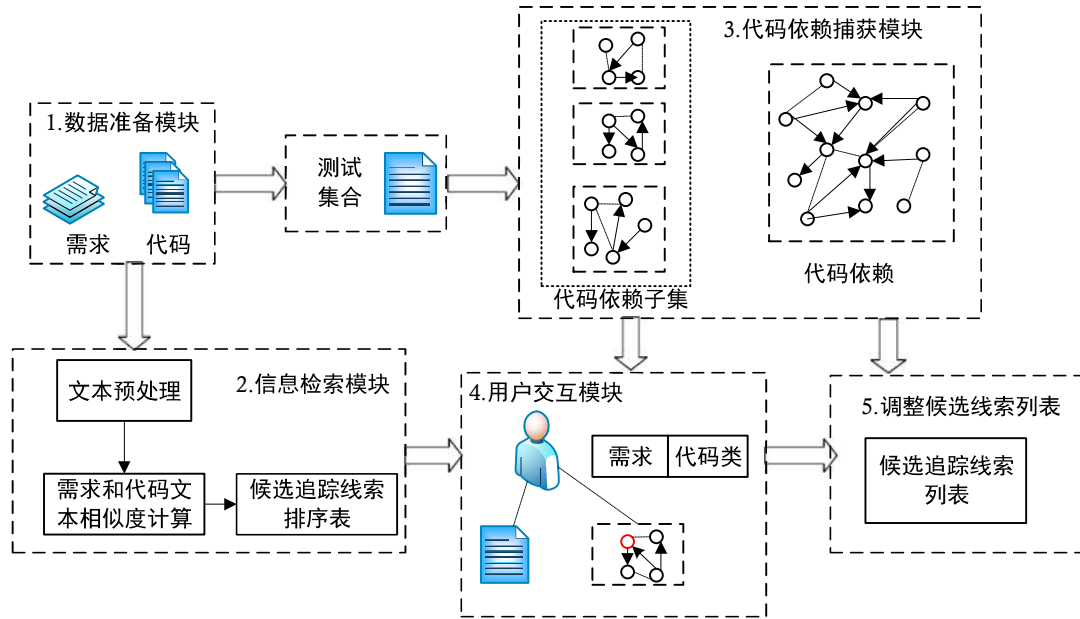 1.数据准备模块
需求
代码
测试
集合
3.代码依赖捕获模块
代码依赖子集
代码依赖
2.信息检索模块
文本预处理
需求和代码文
本相似度计算
候选追踪线索
排序表
4.用户交互模块
需求
代码类
5.调整候选线索列表
候选追踪线索
列表